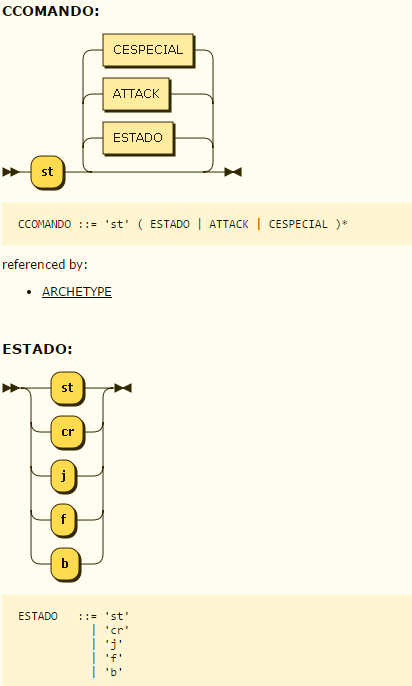 CCOMANDO:
CESPECIAL
ATTACK
ESTADO
st
CCOMANDO ::= 'st' ( ESTADO | ATTACK | CESPECIAL )*
referenced by:
• ARCHETYPE
ESTADO:
st
cr
j
f
b
ESTADO ::= 'st'
| 'cr'
| 'j'
| 'f'
| 'b'